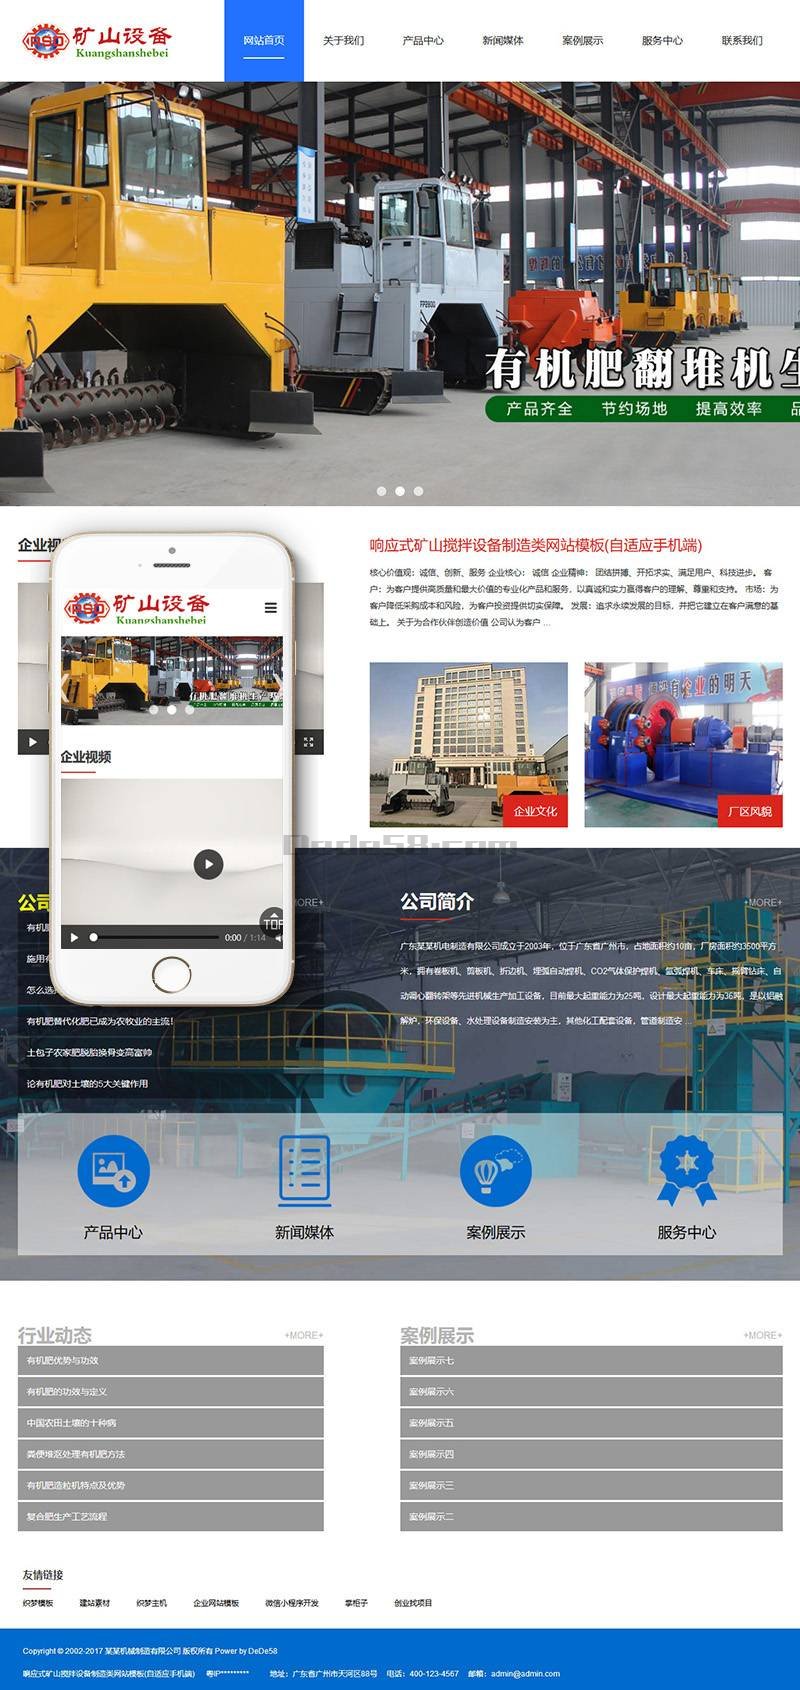 矿山设备
Kuangshanshebei
网站首页
关于我们
产品中心
新闻媒体
案例展示
服务中心
联系我们
FP2800
有机肥翻堆机生
产品齐全 节约场地 提高效率
企业视
响应式矿山搅拌设备制造类网站模板(自适应手机端)
核心价值观：诚信、创新、服务 企业核心： 诚信 企业精神： 团结拼搏、开拓求实、满足用户、科技进步。 客
户：为客户提供高质量和最大价值的专业化产品和服务，以真诚和实力赢得客户的理解、尊重和支持。 市场：为
客户降低采购成本和风险，为客户投资提供切实保障。 发展：追求永续发展的目标，并把它建立在客户满意的基
础上。 关于为合作伙伴创造价值 公司认为客户 ...
矿山设备
Kuangshanshebei
企业视频
0:00 / 1:14
TOP
有企业的明天
企业文化
厂区风貌
Dede58.com
公司
+MORE+
有机肥
施用有
怎么选
有机肥替代化肥已成为农牧业的主流！
土包子农家肥脱胎换骨变高富帅
论有机肥对土壤的5大关键作用
公司简介
+MORE+
广东某某机电制造有限公司成立于2003年，位于广东省广州市，占地面积约10亩，厂房面积约3500平方
米，拥有卷板机、剪板机、折边机、埋弧自动焊机、CO2气体保护焊机、氩弧焊机、车床、摇臂钻床、自
动调心翻转架等先进机械生产加工设备，目前最大起重能力为25吨，设计最大起重能力为36吨，是以铝融
解炉，环保设备、水处理设备制造安装为主，其他化工配套设备，管道制造安 ...
产品中心
新闻媒体
案例展示
服务中心
行业动态
+MORE+
有机肥优势与功效
有机肥的功效与定义
中国农田土壤的十种病
粪便堆沤处理有机肥方法
有机肥造粒机特点及优势
复合肥生产工艺流程
案例展示
+MORE+
案例展示七
案例展示六
案例展示五
案例展示四
案例展示三
案例展示二
友情链接
织梦模板 建站素材 织梦主机 企业网站模板 微信小程序开发 掌柜子 创业找项目
Copyright © 2002-2017 某某机械制造有限公司 版权所有 Power by DeDe58
响应式矿山搅拌设备制造类网站模板(自适应手机端) 粤IP********* 地址：广东省广州市天河区88号 电话：400-123-4567 邮箱：admin@admin.com